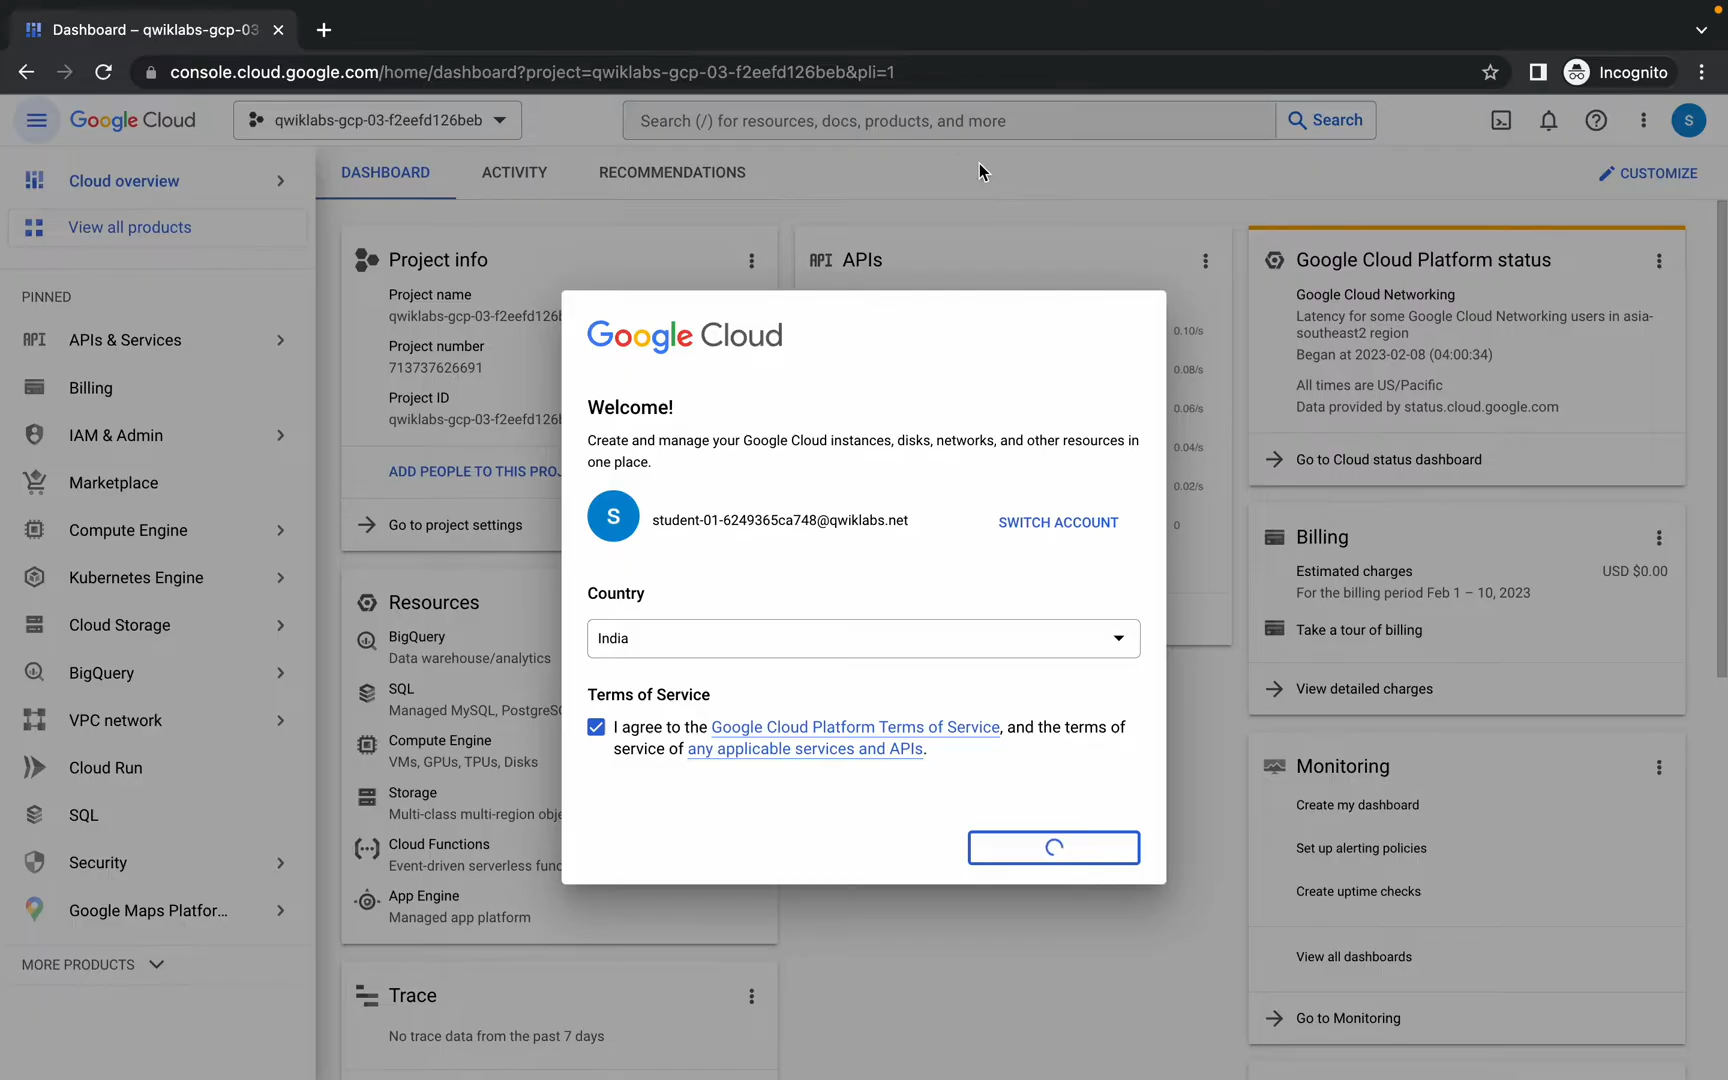 Dashboard – qwiklabs-gcp-03
console.cloud.google.com/home/dashboard?project=qwiklabs-gcp-03-f2eefd126beb&pli=1
Incognito
Google Cloud
qwiklabs-gcp-03-f2eefd126beb
Search (/) for resources, docs, products, and more
Search
S
Cloud overview
View all products
PINNED
API APIs & Services
Billing
IAM & Admin
Marketplace
Compute Engine
Kubernetes Engine
Cloud Storage
BigQuery
VPC network
Cloud Run
SQL
Security
Google Maps Platfor...
MORE PRODUCTS
DASHBOARD
ACTIVITY
RECOMMENDATIONS
CUSTOMIZE
Project info
Project name
qwiklabs-gcp-03-f2eefd126
Project number
713737626691
Project ID
qwiklabs-gcp-03-f2eefd126
ADD PEOPLE TO THIS PRO
Go to project settings
Resources
BigQuery
Data warehouse/analytics
SQL
Managed MySQL, PostgreS
Compute Engine
VMs, GPUs, TPUs, Disks
Storage
Multi-class multi-region obje
Cloud Functions
Event-driven serverless func
App Engine
Managed app platform
Trace
No trace data from the past 7 days
API APIs
0.10/s
0.08/s
0.06/s
0.04/s
0.02/s
0
Google Cloud
Welcome!
Create and manage your Google Cloud instances, disks, networks, and other resources in
one place.
S
student-01-6249365ca748@qwiklabs.net
SWITCH ACCOUNT
Country
India
Terms of Service
I agree to the Google Cloud Platform Terms of Service, and the terms of
service of any applicable services and APIs.
Google Cloud Platform status
Google Cloud Networking
Latency for some Google Cloud Networking users in asia-
southeast2 region
Began at 2023-02-08 (04:00:34)
All times are US/Pacific
Data provided by status.cloud.google.com
Go to Cloud status dashboard
Billing
Estimated charges
USD $0.00
For the billing period Feb 1 – 10, 2023
Take a tour of billing
View detailed charges
Monitoring
Create my dashboard
Set up alerting policies
Create uptime checks
View all dashboards
Go to Monitoring